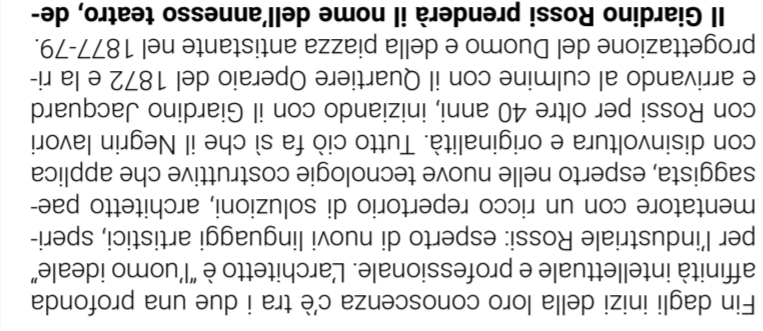 Fin dagli inizi della loro conoscenza c'è tra i due una profonda
affinità intellettuale e professionale. L'architetto è "l'uomo ideale"
per l'industriale Rossi: esperto di nuovi linguaggi artistici, speri-
mentatore con un ricco repertorio di soluzioni, architetto pae-
saggista, esperto nelle nuove tecnologie costruttive che applica
con disinvoltura e originalità. Tutto ciò fa sì che il Negrin lavori
con Rossi per oltre 40 anni, iniziando con il Giardino Jacquard
e arrivando al culmine con il Quartiere Operaio del 1872 e la ri-
progettazione del Duomo e della piazza antistante nel 1877-79.
Il Giardino Rossi prenderà il nome dell'annesso teatro, de-